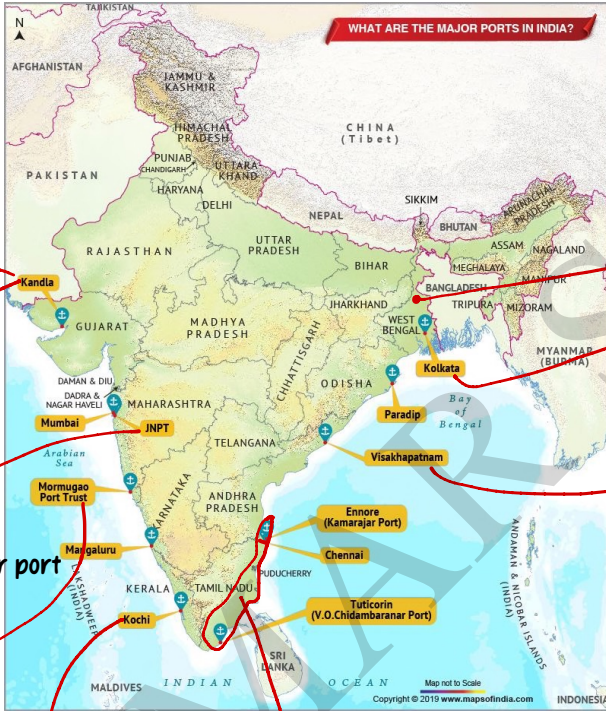 TAJIKISTAN
N
WHAT ARE THE MAJOR PORTS IN INDIA?
AFGHANISTAN
JAMMU &
KASHMIR
CHINA
(Tibet)
HIMACHAL
PRADESH
PUNJAB
CHANDIGARH
UTTARA-
KHAND
PAKISTAN
HARYANA
DELHI
NEPAL
SIKKIM
BHUTAN
ARUNACHAL
PRADESH
RAJASTHAN
UTTAR
PRADESH
ASSAM
NAGALAND
BIHAR
MEGHALAYA
MANIPUR
Kandla
BANGLADESH
JHARKHAND
TRIPURA
MIZORAM
GUJARAT
MADHYA
PRADESH
WEST
BENGAL
CHHATTISGARH
MYANMAR
(BURMA)
Kolkata
ODISHA
DAMAN & DIU
DADRA &
NAGAR HAVELI
MAHARASHTRA
Bay
of
Bengal
Paradip
Mumbai
JNPT
Arabian
Sea
TELANGANA
Visakhapatnam
Mormugao
Port Trust
KARNATAKA
ANDHRA
PRADESH
Ennore
(Kamarajar Port)
Mangaluru
Chennai
port
LAKSHADWEEP
(INDIA)
PUDUCHERRY
ANDAMAN & NICOBAR ISLANDS
(INDIA)
KERALA
TAMIL NADU
Kochi
Tuticorin
(V.O.Chidambaranar Port)
SRI
LANKA
MALDIVES
INDIAN OCEAN
Map not to Scale
Copyright © 2019 www.mapsofindia.com
INDONESIA